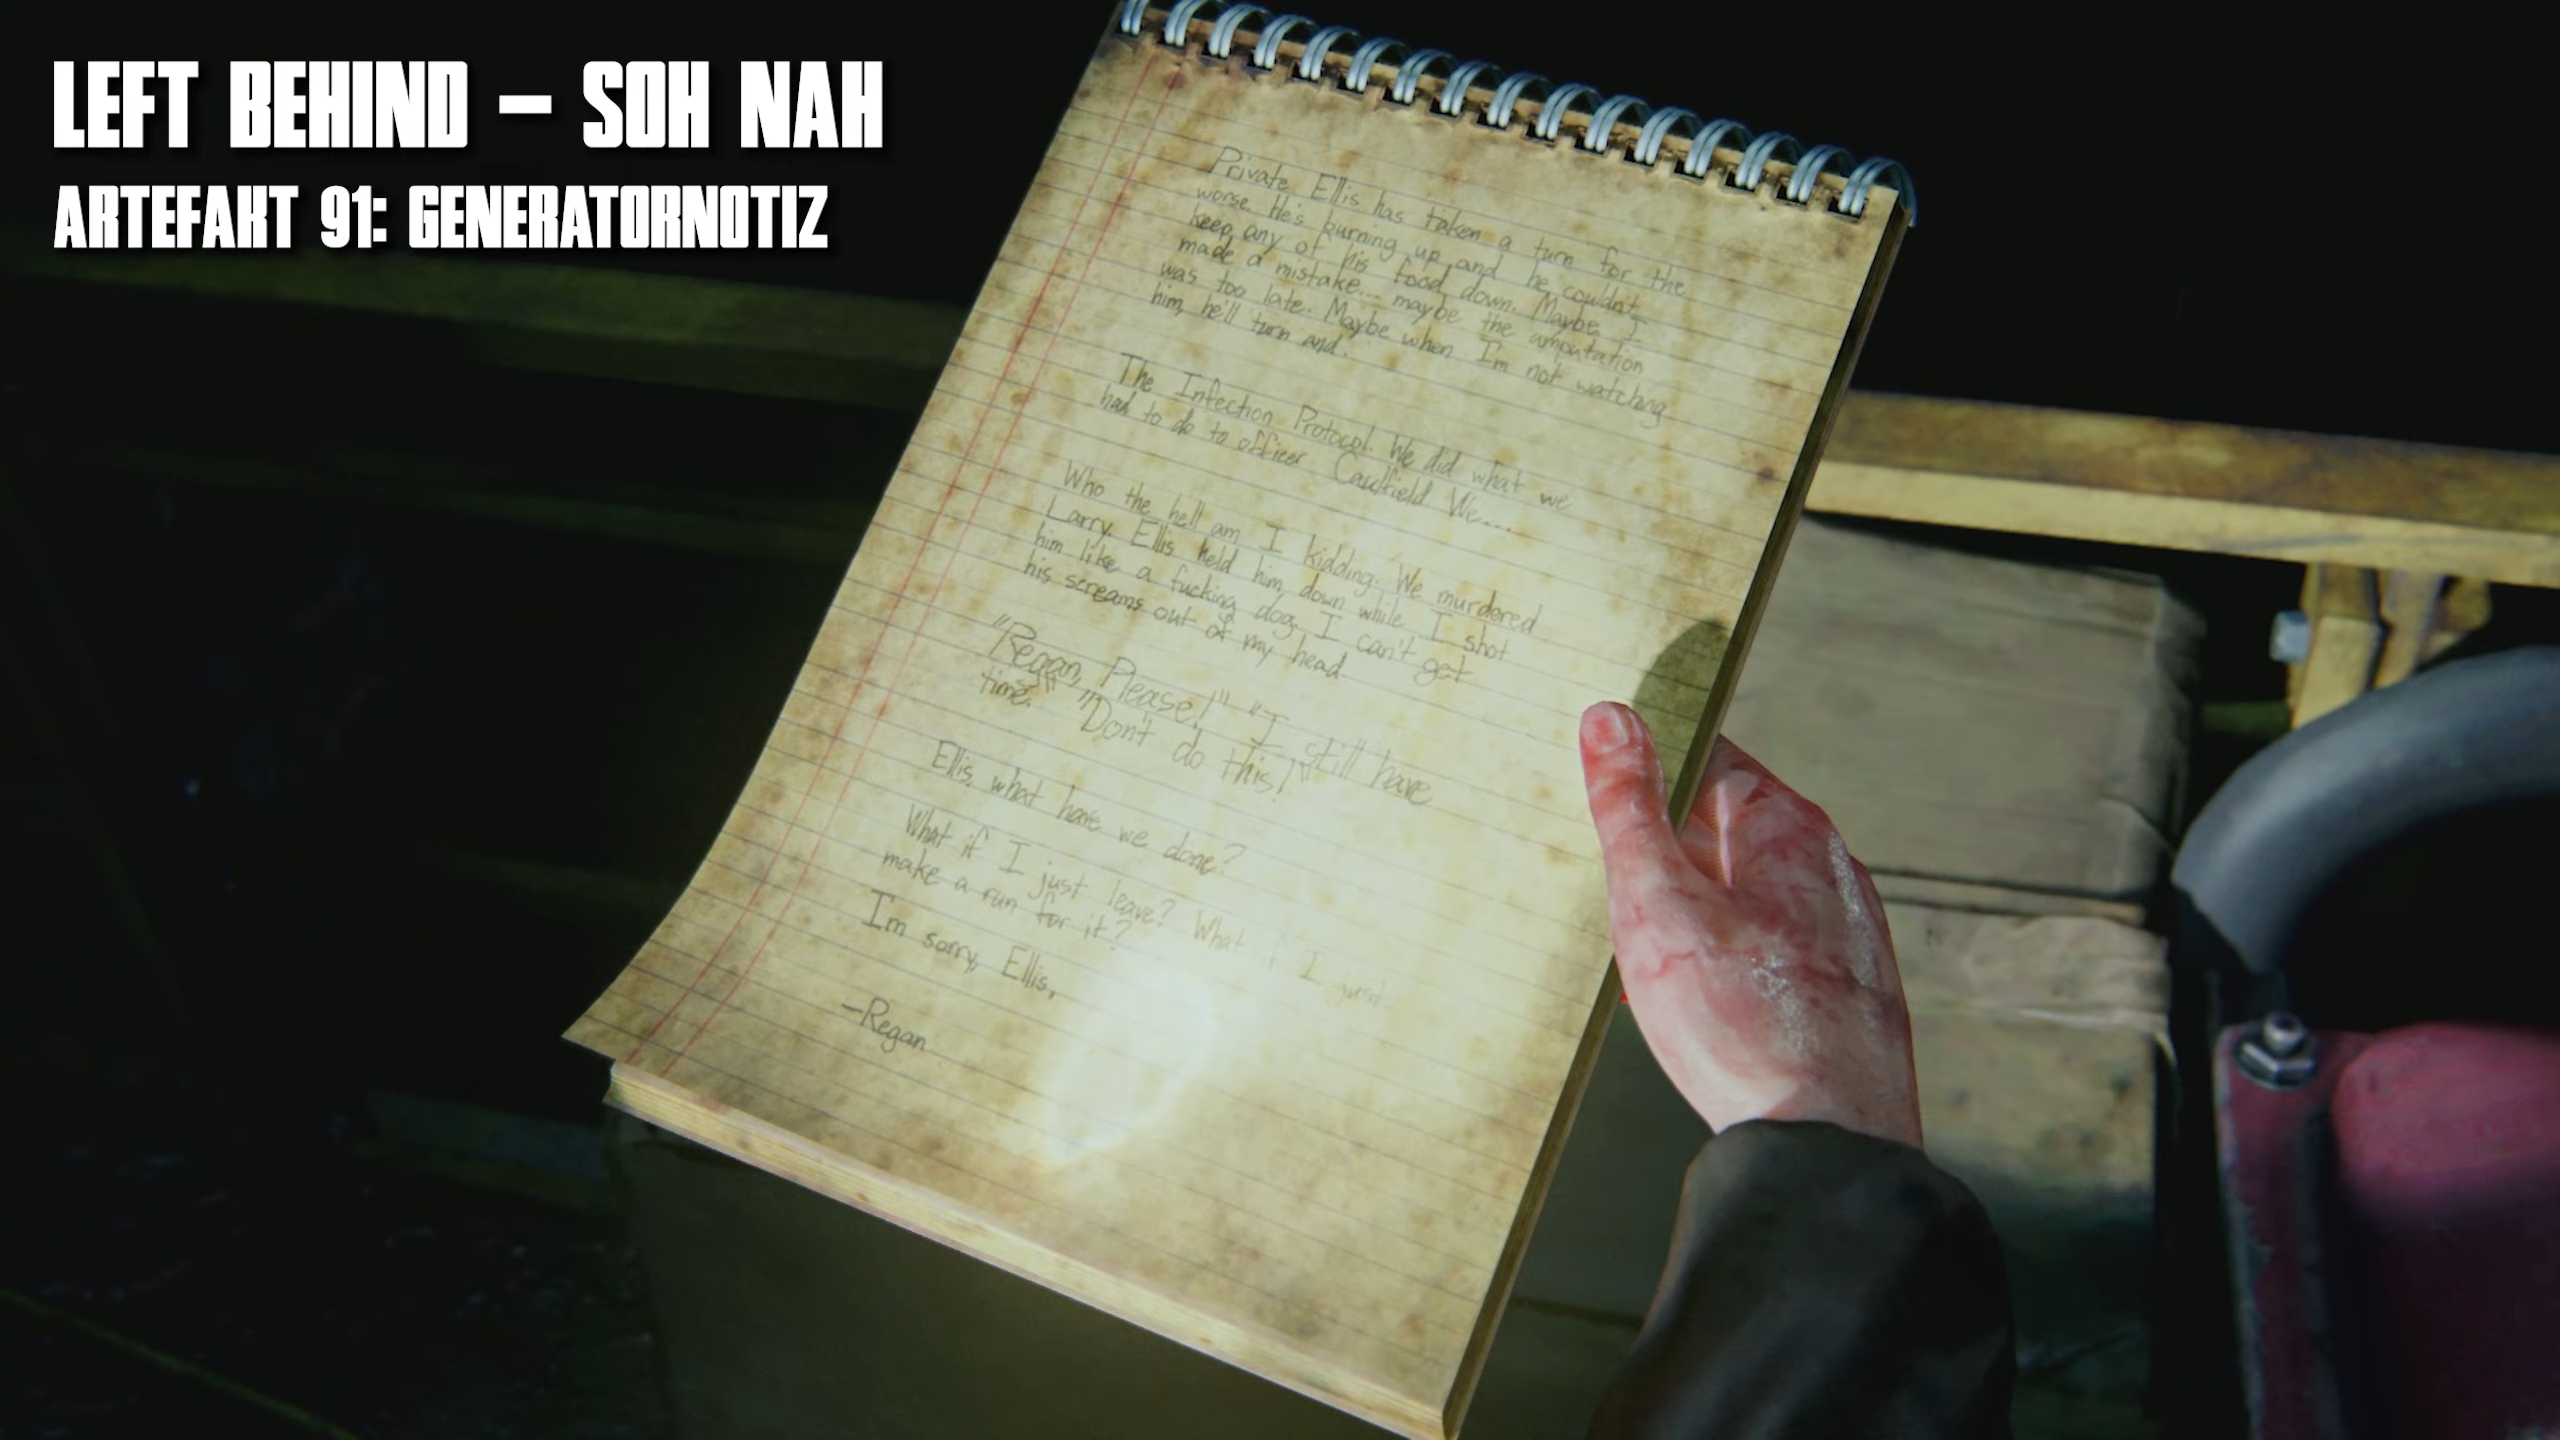 LEFT BEHIND – SOH NAH
ARTEFAKT 91: GENERATORNOTIZ
Private Ellis has taken a turn for the
worse. He's burning up and he couldn't
keep any of his food down. Maybe I
made a mistake... maybe the amputation
was too late. Maybe when I'm not watching
him, he'll turn and.
The Infection Protocol. We did what we
had to do to officer Caulfield. We...
Who the hell am I kidding. We murdered
Larry. Ellis held him down while I shot
him like a fucking dog. I can't get
his screams out of my head.
"Regan, Please!" "I still have
time." "Don't do this!"
Ellis, what have we done?
What if I just leave? What if I just
make a run for it?
I'm sorry, Ellis,
–Regan